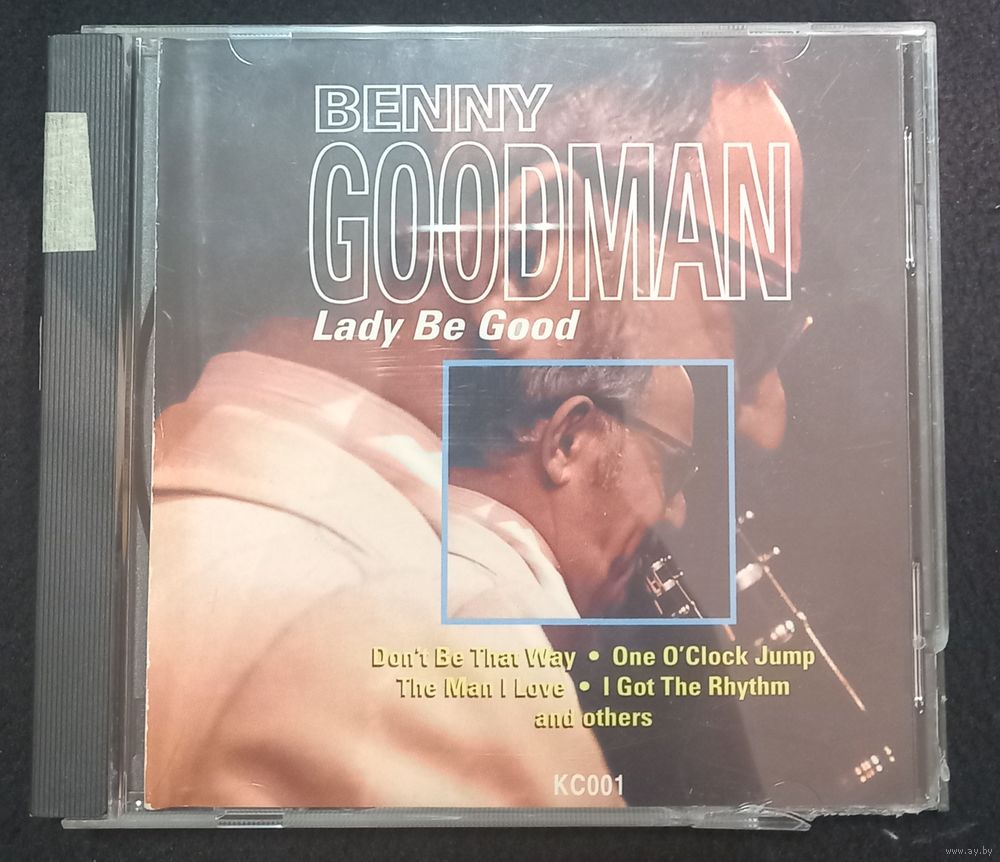 BENNY
GOODMAN
Lady Be Good
Don't Be That Way • One O'Clock Jump
The Man I Love • I Got The Rhythm
and others
KC001
www.ay.by